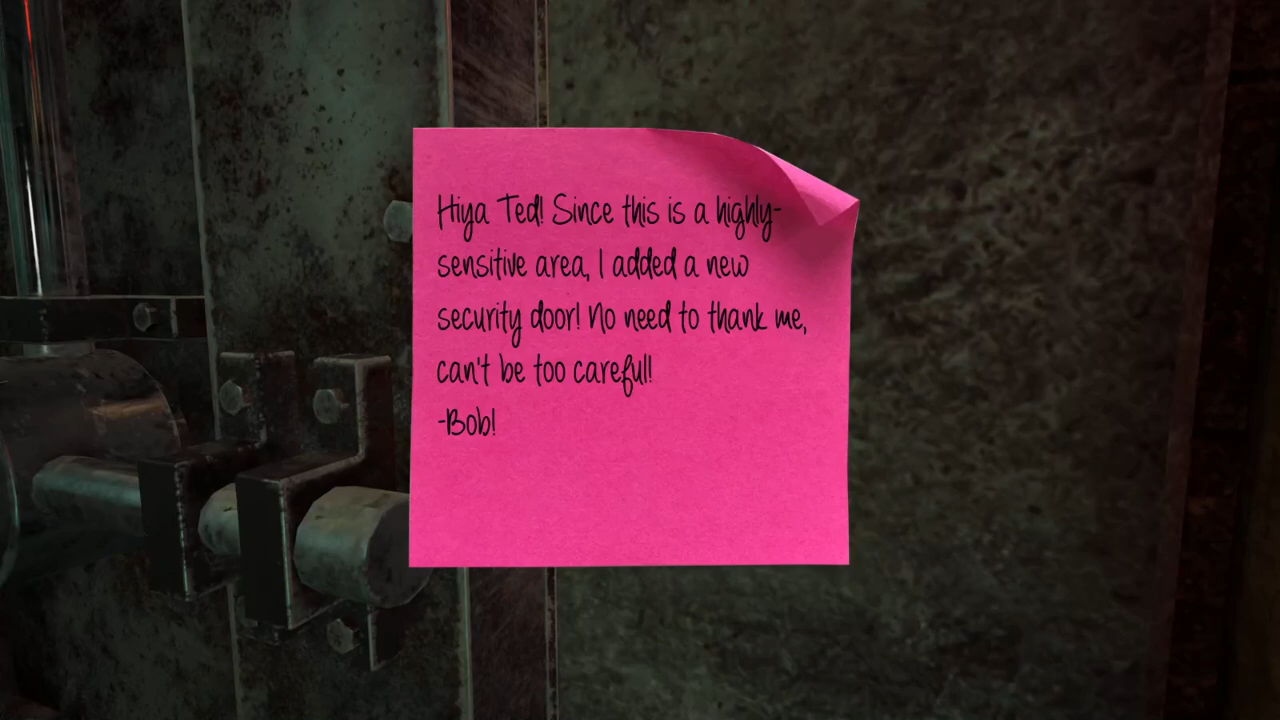 Hiya Ted! Since this is a highly-
sensitive area, I added a new
security door! No need to thank me,
can't be too careful!
-Bob!